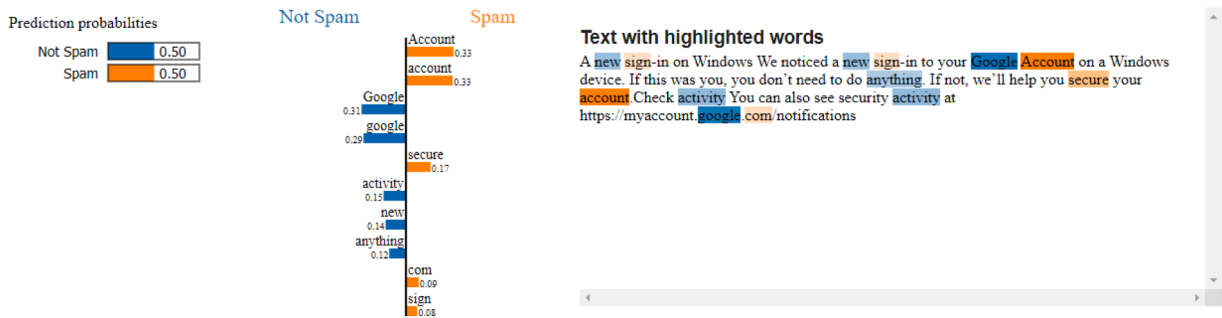 Prediction probabilities
Not Spam 0.50
Spam 0.50
Not Spam Spam
Account
0.33
account
0.33
Google
0.31
google
0.29
secure
0.17
activity
0.15
new
0.14
anything
0.12
com
0.09
sign
0.08
Text with highlighted words
A new sign-in on Windows We noticed a new sign-in to your Google Account on a Windows
device. If this was you, you don’t need to do anything. If not, we’ll help you secure your
account.Check activity You can also see security activity at
https://myaccount.google.com/notifications